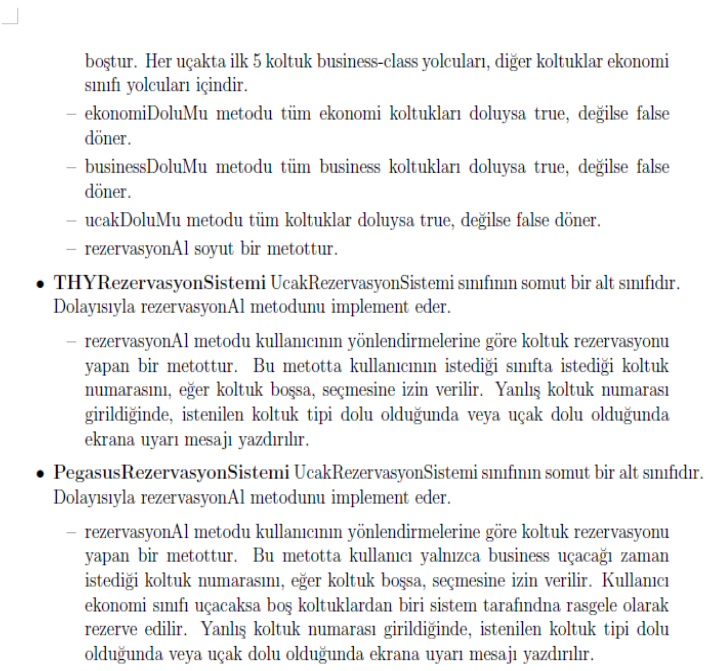 boştur. Her uçakta ilk 5 koltuk business-class yolcuları, diğer koltuklar ekonomi
sınıfı yolcuları içindir.
– ekonomiDoluMu metodu tüm ekonomi koltukları doluysa true, değilse false
döner.
– businessDoluMu metodu tüm business koltukları doluysa true, değilse false
döner.
– ucakDoluMu metodu tüm koltuklar doluysa true, değilse false döner.
– rezervasyonAl soyut bir metottur.
• THYRezervasyonSistemi UcakRezervasyonSistemi sınıfının somut bir alt sınıfıdır.
Dolayısıyla rezervasyonAl metodunu implement eder.
– rezervasyonAl metodu kullanıcının yönlendirmelerine göre koltuk rezervasyonu
yapan bir metottur. Bu metotta kullanıcının istediği sınıfta istediği koltuk
numarasını, eğer koltuk boşsa, seçmesine izin verilir. Yanlış koltuk numarası
girildiğinde, istenilen koltuk tipi dolu olduğunda veya uçak dolu olduğunda
ekrana uyarı mesajı yazdırılır.
• PegasusRezervasyonSistemi UcakRezervasyonSistemi sınıfının somut bir alt sınıfıdır.
Dolayısıyla rezervasyonAl metodunu implement eder.
– rezervasyonAl metodu kullanıcının yönlendirmelerine göre koltuk rezervasyonu
yapan bir metottur. Bu metotta kullanıcı yalnızca business uçacağı zaman
istediği koltuk numarasını, eğer koltuk boşsa, seçmesine izin verilir. Kullanıcı
ekonomi sınıfı uçacaksa boş koltuklardan biri sistem tarafındna rasgele olarak
rezerve edilir. Yanlış koltuk numarası girildiğinde, istenilen koltuk tipi dolu
olduğunda veya uçak dolu olduğunda ekrana uyarı mesajı yazdırılır.